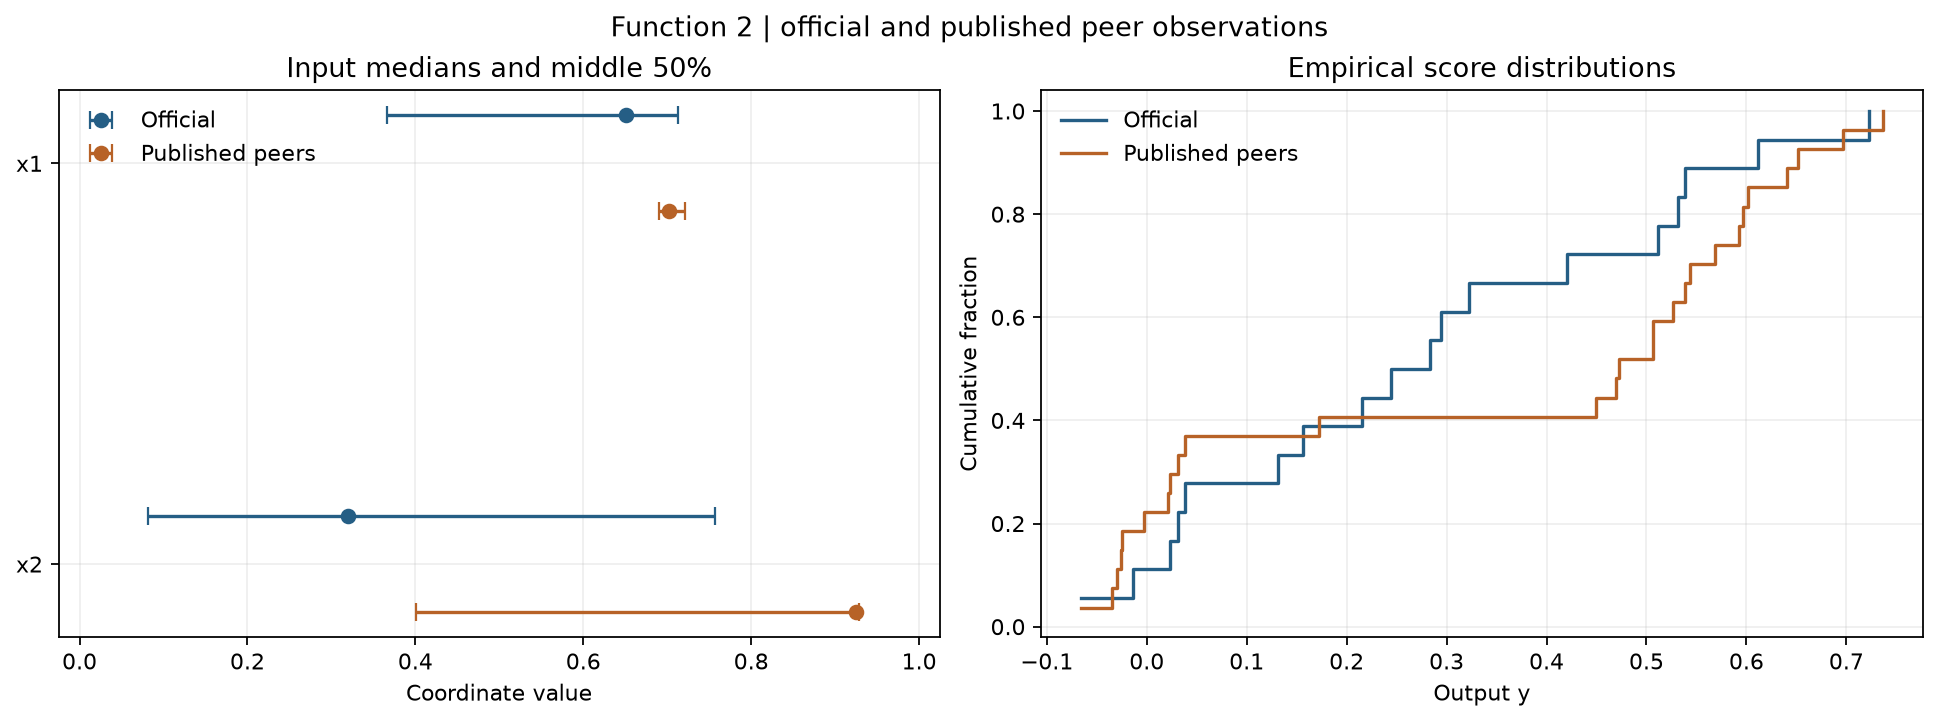 Function 2 | official and published peer observations
Input medians and middle 50%
Official
Published peers
x1
x2
0.0 0.2 0.4 0.6 0.8 1.0
Coordinate value
Empirical score distributions
Official
Published peers
Cumulative fraction
1.0
0.8
0.6
0.4
0.2
0.0
−0.1 0.0 0.1 0.2 0.3 0.4 0.5 0.6 0.7
Output y